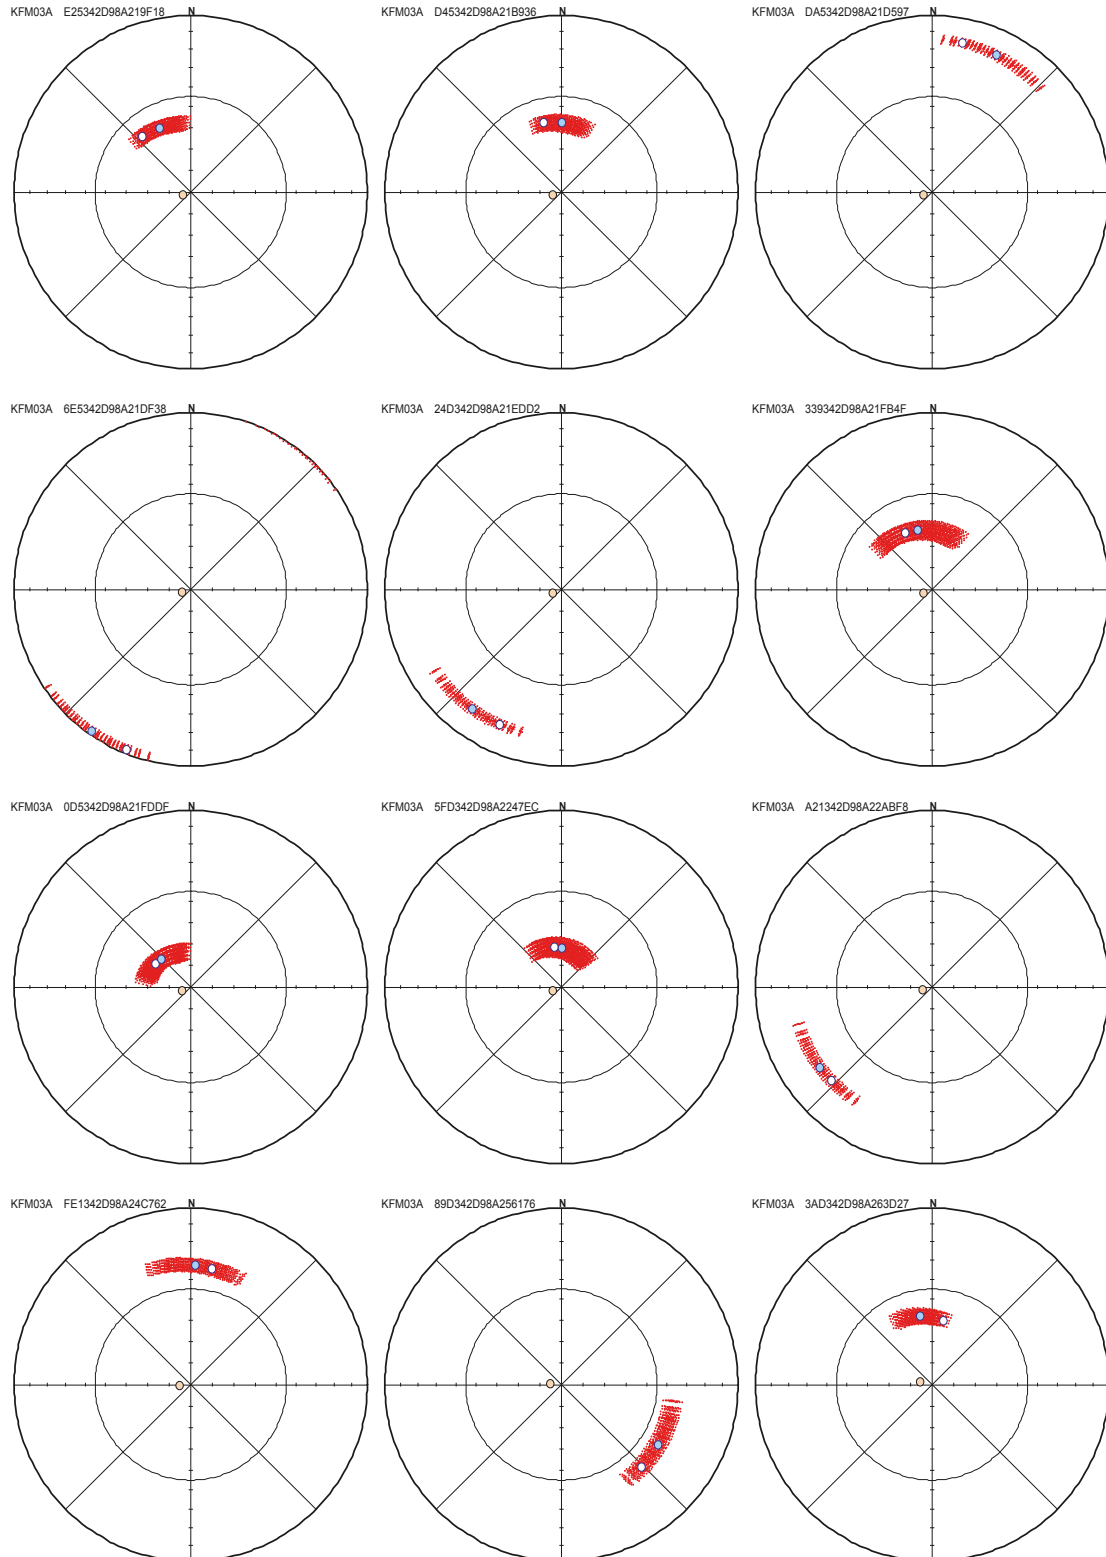 KFM03A E25342D98A219F18 N
KFM03A D45342D98A21B936 N
KFM03A DA5342D98A21D597 N
KFM03A 6E5342D98A21DF38 N
KFM03A 24D342D98A21EDD2 N
KFM03A 339342D98A21FB4F N
KFM03A 0D5342D98A21FDDF N
KFM03A 5FD342D98A2247EC N
KFM03A A21342D98A22ABF8 N
KFM03A FE1342D98A24C762 N
KFM03A 89D342D98A256176 N
KFM03A 3AD342D98A263D27 N